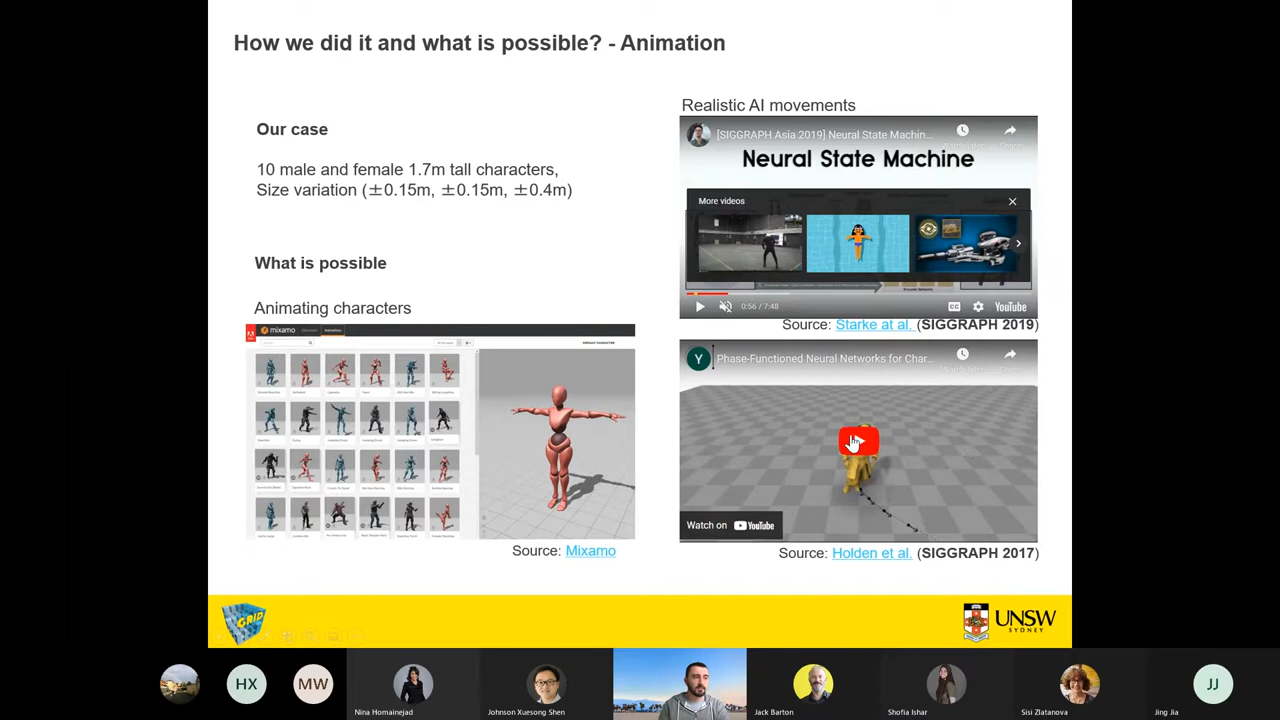 How we did it and what is possible? - Animation
Our case
10 male and female 1.7m tall characters,
Size variation (±0.15m, ±0.15m, ±0.4m)
What is possible
Animating characters
mixamo
Source: Mixamo
Realistic AI movements
[SIGGRAPH Asia 2019] Neural State Machin...
Neural State Machine
More videos
0:56 / 7:48
CC
YouTube
Source: Starke at al. (SIGGRAPH 2019)
Y
Phase-Functioned Neural Networks for Char...
Watch on YouTube
Source: Holden et al. (SIGGRAPH 2017)
GRID
UNSW
SYDNEY
HX
MW
JJ
Nina Homainejad
Johnson Xuesong Shen
Jack Barton
Shofia Ishar
Sisi Zlatanova
Jing Jia